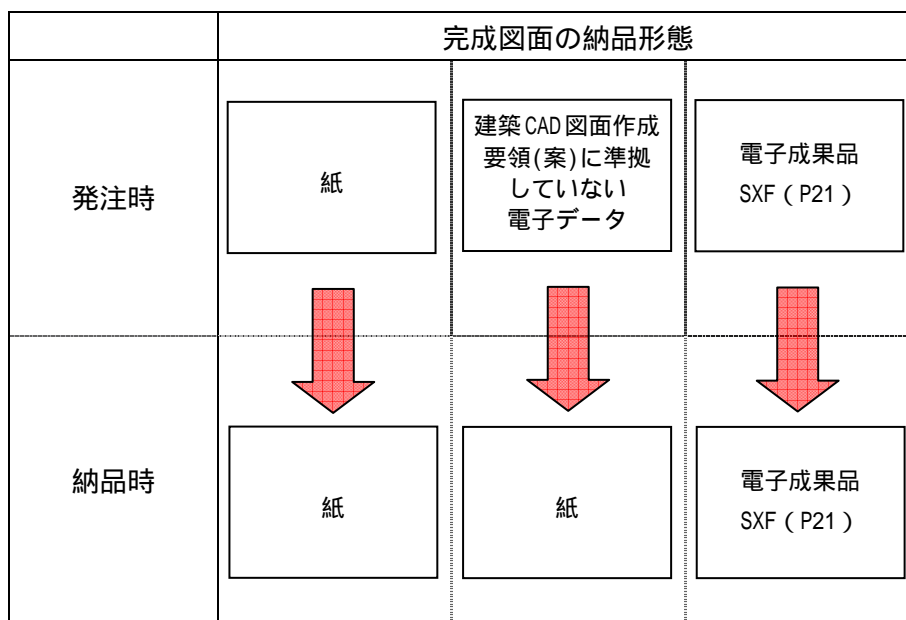 完成図面の納品形態
発注時
紙
建築CAD図面作成
要領(案)に準拠
していない
電子データ
電子成果品
SXF(P21)
納品時
紙
紙
電子成果品
SXF(P21)